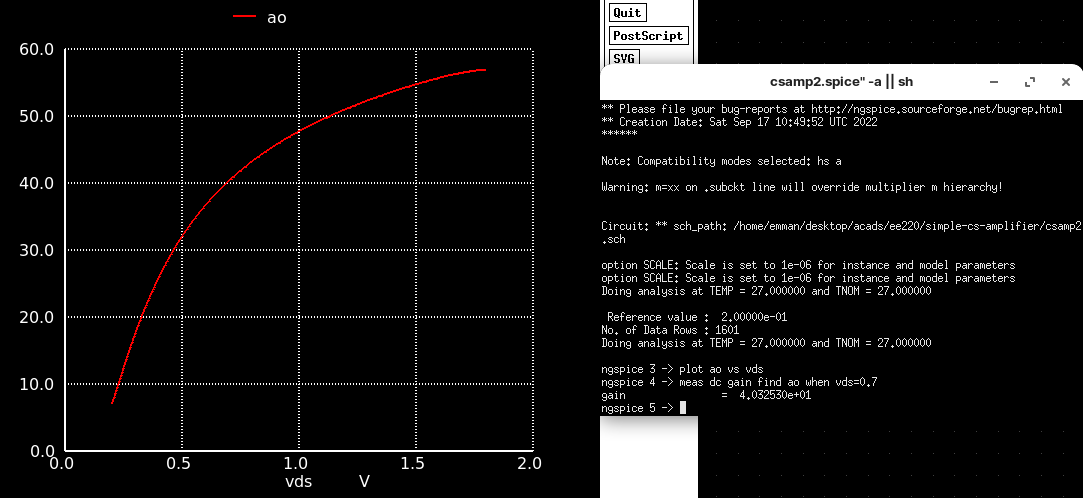 ao
60.0
50.0
40.0
30.0
20.0
10.0
0.0
0.0 0.5 1.0 1.5 2.0
vds V
Quit
PostScript
SVG
csamp2.spice" -a || sh
** Please file your bug-reports at http://ngspice.sourceforge.net/bugrep.html
** Creation Date: Sat Sep 17 10:49:52 UTC 2022
******
Note: Compatibility modes selected: hs a
Warning: m=xx on .subckt line will override multiplier m hierarchy!
Circuit: ** sch_path: /home/emman/desktop/acads/ee220/simple-cs-amplifier/csamp2
.sch
option SCALE: Scale is set to 1e-06 for instance and model parameters
option SCALE: Scale is set to 1e-06 for instance and model parameters
Doing analysis at TEMP = 27.000000 and TNOM = 27.000000
Reference value :  2.00000e-01
No. of Data Rows : 1601
Doing analysis at TEMP = 27.000000 and TNOM = 27.000000
ngspice 3 -> plot ao vs vds
ngspice 4 -> meas dc gain find ao when vds=0.7
gain                =  4.032530e+01
ngspice 5 ->